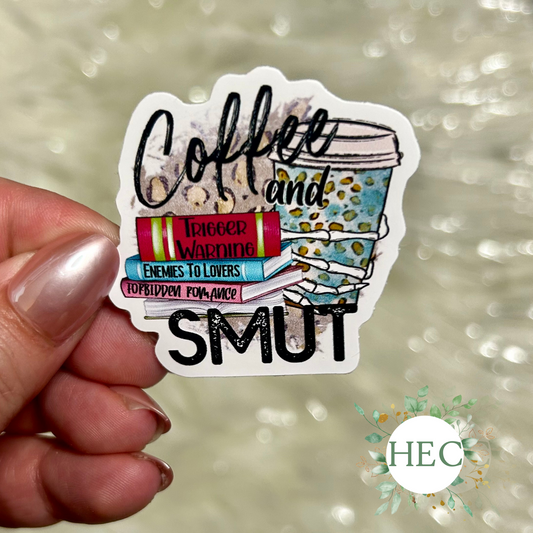 Coffee
and
TRIGGER
WARNING
ENEMIES TO LOVERS
FORBIDDEN ROMANCE
SMUT
HEC